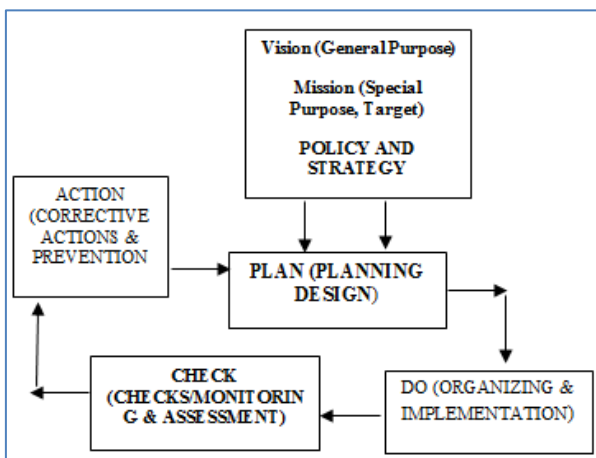 Vision (General Purpose)
Mission (Special
Purpose, Target)
POLICY AND
STRATEGY
ACTION
(CORRECTIVE
ACTIONS &
PREVENTION
PLAN (PLANNING
DESIGN)
CHECK
(CHECKS/MONITORIN
G & ASSESSMENT)
DO (ORGANIZING &
IMPLEMENTATION)